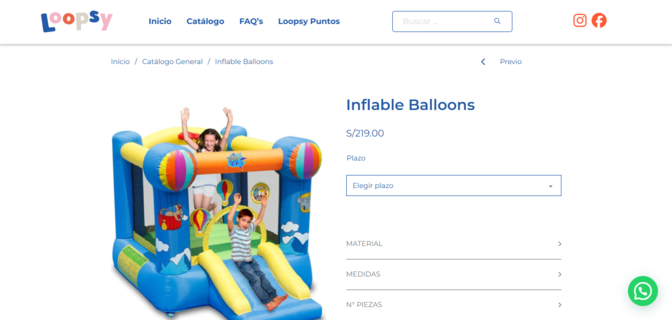 Loopsy
Inicio Catálogo FAQ's Loopsy Puntos
Buscar ...
Inicio / Catálogo General / Inflable Balloons
Previo
Inflable Balloons
S/219.00
Plazo
Elegir plazo
MATERIAL
MEDIDAS
N° PIEZAS